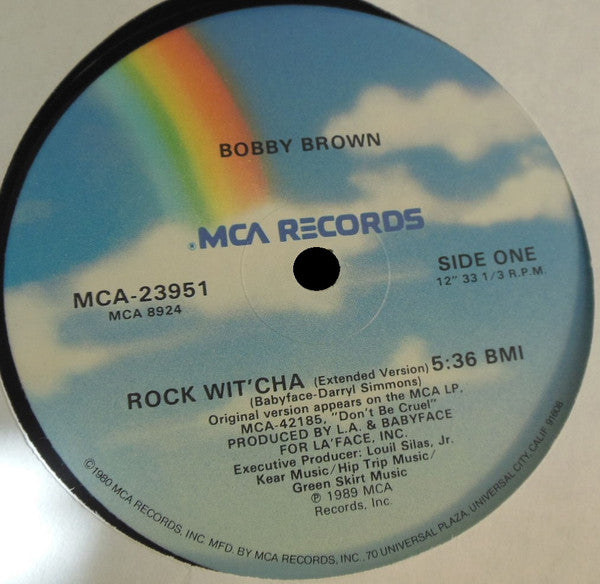 BOBBY BROWN
®MCA RECORDS
MCA-23951
MCA 8924
SIDE ONE
12" 33 1/3 R.P.M.
ROCK WIT'CHA (Extended Version) 5:36 BMI
(Babyface-Darryl Simmons)
Original version appears on the MCA LP.
MCA-42185, "Don't Be Cruel"
PRODUCED BY L.A. & BABYFACE
FOR LA'FACE, INC.
Executive Producer: Louil Silas, Jr.
Kear Music/Hip Trip Music/
Green Skirt Music
℗ 1989 MCA
Records, Inc.
©1980 MCA RECORDS, INC. MFD. BY MCA RECORDS, INC., 70 UNIVERSAL PLAZA, UNIVERSAL CITY, CALIF. 91608